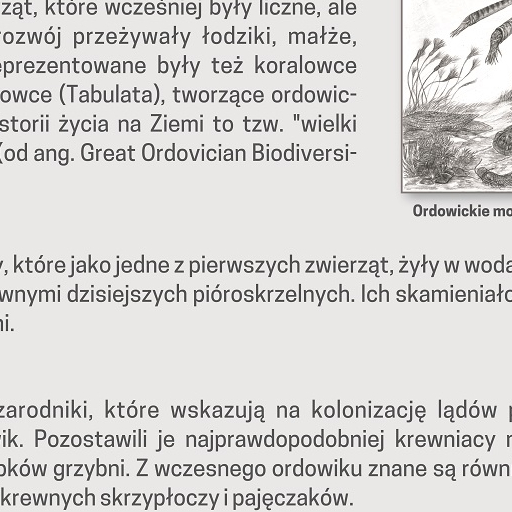 ząt, które wcześniej były liczne, ale
rozwój przeżywały łodziki, małże,
eprezentowane były też koralowce
owce (Tabulata), tworzące ordowic-
storii życia na Ziemi to tzw. "wielki
(od ang. Great Ordovician Biodiversi-
Ordowickie mo
y, które jako jedne z pierwszych zwierząt, żyły w woda
wnymi dzisiejszych pióroskrzelnych. Ich skamieniało
ni.
zarodniki, które wskazują na kolonizację lądów p
ik. Pozostawili je najprawdopodobniej krewniacy
pków grzybni. Z wczesnego ordowiku znane są równ
krewnych skrzypłoczy i pajęczaków.